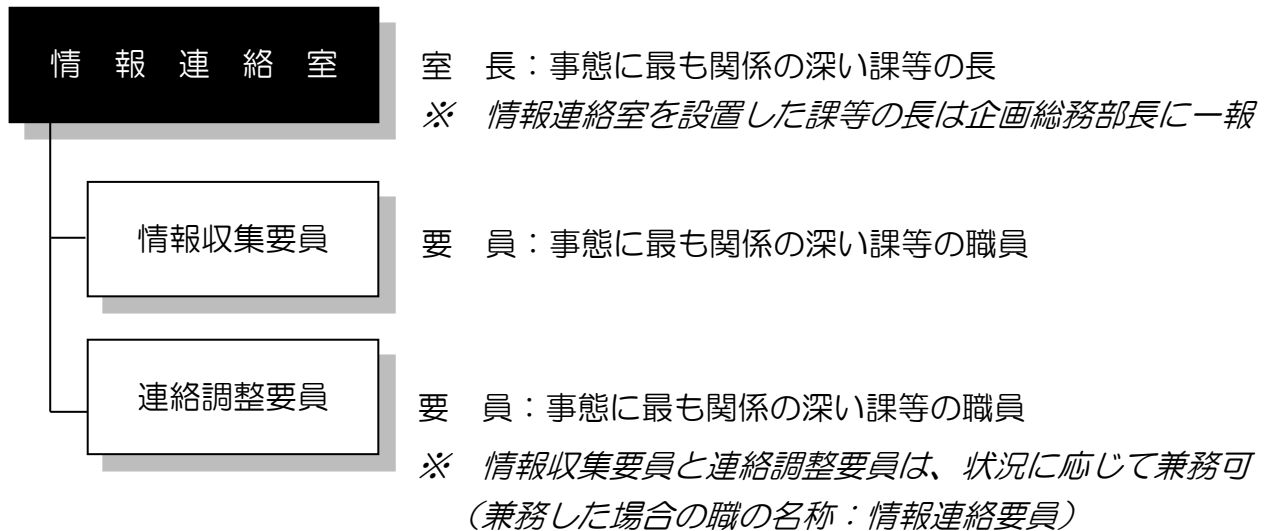 情報連絡室
室　長：事態に最も関係の深い課等の長
※　情報連絡室を設置した課等の長は企画総務部長に一報
情報収集要員
要　員：事態に最も関係の深い課等の職員
連絡調整要員
要　員：事態に最も関係の深い課等の職員
※　情報収集要員と連絡調整要員は、状況に応じて兼務可
（兼務した場合の職の名称：情報連絡要員）